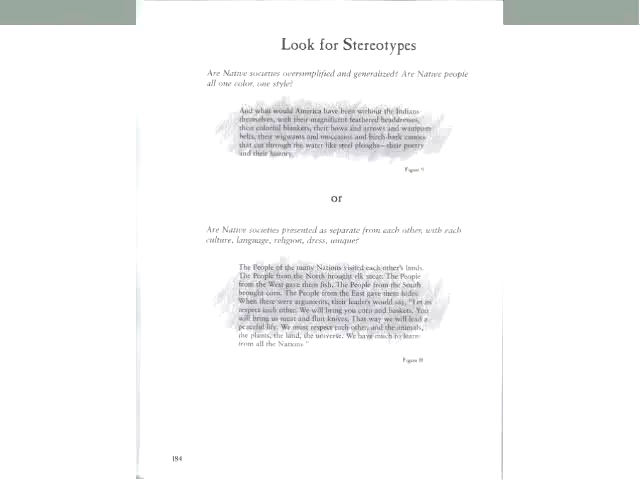 Look for Stereotypes
Are Native societies oversimplified and generalized? Are Native people
all one color, one style?
And what would America have been without the Indians
themselves, with their magnificent feathered headdresses,
their colorful blankets, their bows and arrows and wampum
belts, their wigwams and moccasins and birch-bark canoes
that cut through the water like steel ploughs—their poetry
and their history.
or
Are Native societies presented as separate from each other, with each
culture, language, religion, dress, unique?
The People of the many Nations visited each other's lands.
The People from the North brought elk meat. The People
from the West gave them fish. The People from the South
brought corn. The People from the East gave them hides.
When there were arguments, their leaders would say, "Let us
respect each other. We will bring you corn and baskets. You
will bring us meat and flint knives. That way we will lead a
peaceful life. We must respect each other, and the animals,
the plants, the land, the universe. We have much to learn
from all the Nations."
184